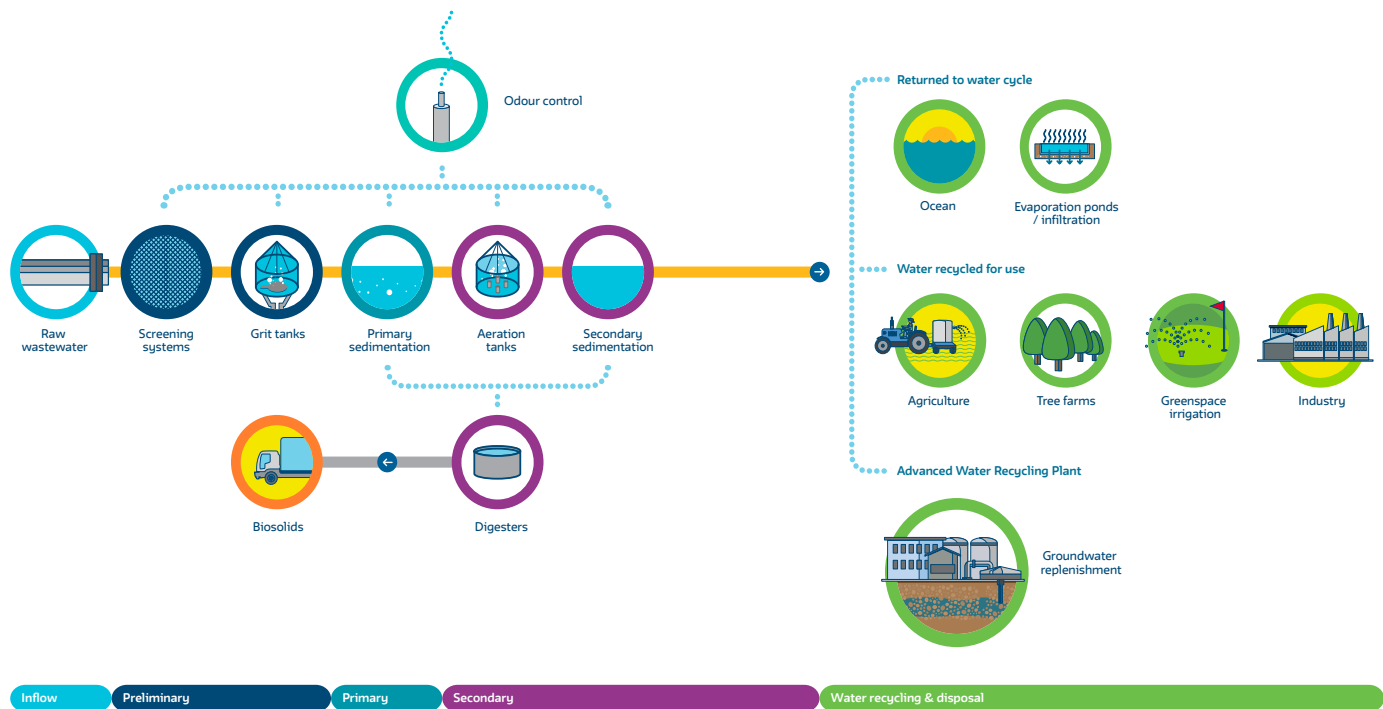 Odour control
Returned to water cycle
Ocean
Evaporation ponds
/ infiltration
Raw
wastewater
Screening
systems
Grit tanks
Primary
sedimentation
Aeration
tanks
Secondary
sedimentation
Water recycled for use
Agriculture
Tree farms
Greenspace
irrigation
Industry
Biosolids
Digesters
Advanced Water Recycling Plant
Groundwater
replenishment
Inflow
Preliminary
Primary
Secondary
Water recycling & disposal